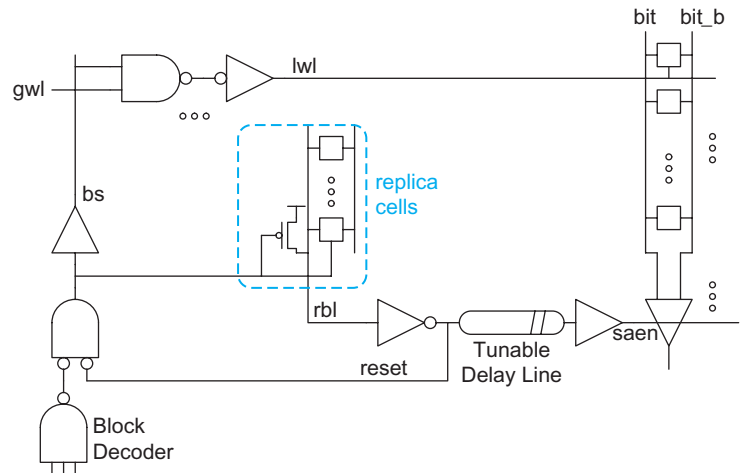 bit
bit_b
gwl
lwl
bs
replica
cells
rbl
saen
reset
Tunable
Delay Line
Block
Decoder